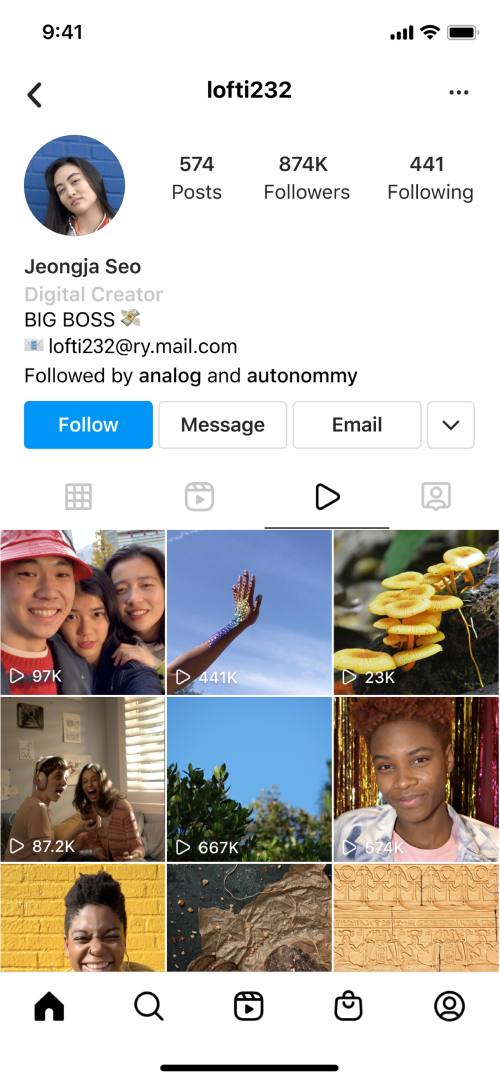 9:41
lofti232
574 874K 441
Posts Followers Following
Jeongja Seo
Digital Creator
BIG BOSS 💸
📧 lofti232@ry.mail.com
Followed by analog and autonommy
Follow Message Email
97K 441K 23K
87.2K 667K 574K